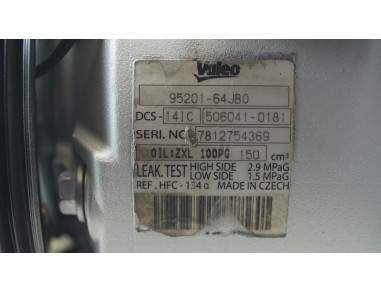 Valeo
95201-64JB0
DCS - 14IC 506041-0181
SERI. NO 7812754369
OIL:ZXL 100PG 150 cm³
LEAK. TEST HIGH SIDE 2.9 MPaG
LOW SIDE 1.5 MPaG
REF. HFC - 134a MADE IN CZECH